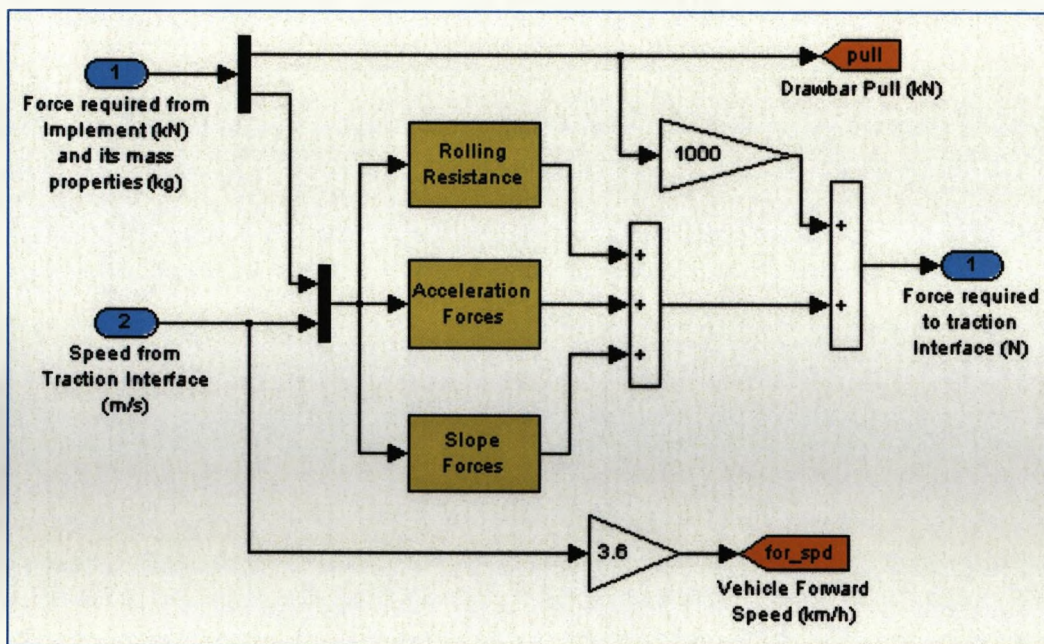 1
Force required from
Implement (kN)
and its mass
properties (kg)
pull
Drawbar Pull (kN)
1000
Rolling
Resistance
+
+
Acceleration
Forces
+
+
+
1
Force required
to traction
Interface (N)
2
Speed from
Traction Interface
(m/s)
Slope
Forces
3.6
for_spd
Vehicle Forward
Speed (km/h)